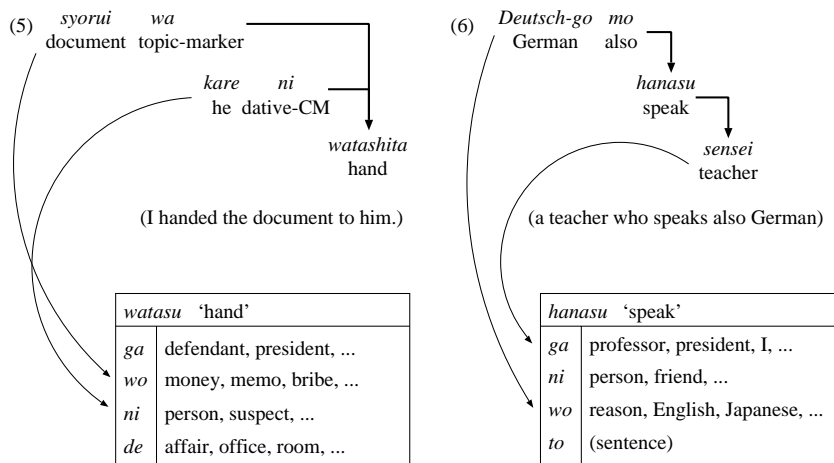 (5) syorui wa
document topic-marker
kare ni
he dative-CM
watashita
hand
(I handed the document to him.)
watasu 'hand'
ga defendant, president, ...
wo money, memo, bribe, ...
ni person, suspect, ...
de affair, office, room, ...
(6) Deutsch-go mo
German also
hanasu
speak
sensei
teacher
(a teacher who speaks also German)
hanasu 'speak'
ga professor, president, I, ...
ni person, friend, ...
wo reason, English, Japanese, ...
to (sentence)